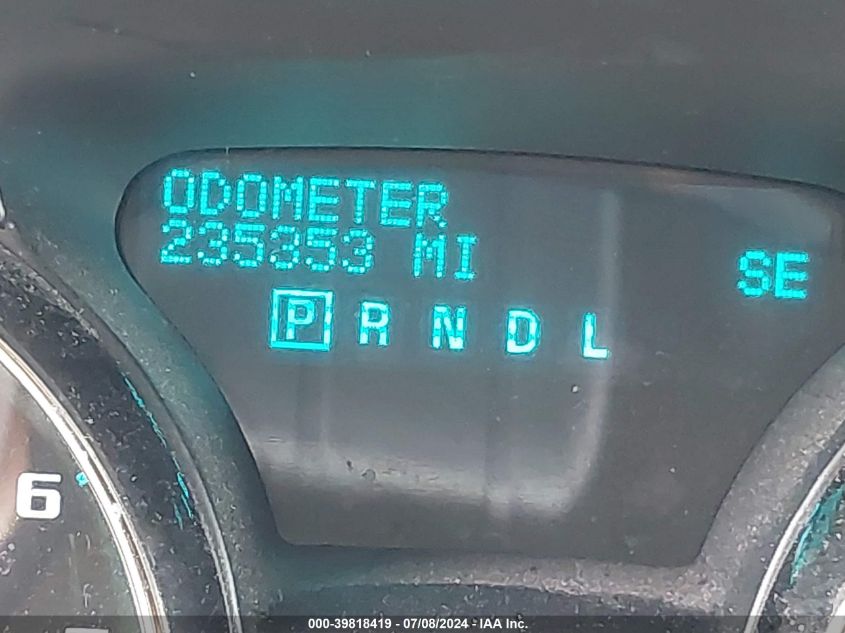 ODOMETER
235353 MI
SE
P R N D L
6
000-39818419 - 07/08/2024 - IAA Inc.